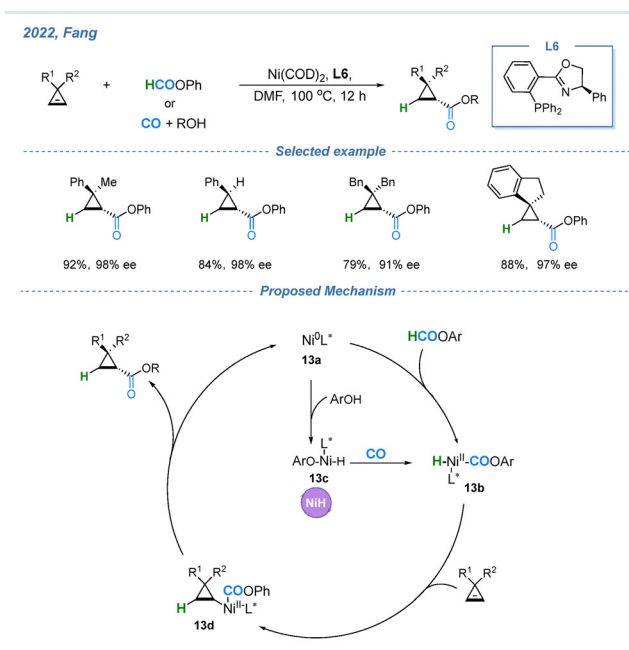 2022, Fang
L6
R¹ R²
+
HCOOPh
or
CO + ROH
Ni(COD)₂, L6,
DMF, 100 °C, 12 h
R¹ R²
H
OR
O
O
N
Ph
PPh₂
Selected example
Ph Me
H
OPh
O
Ph H
H
OPh
O
Bn Bn
H
OPh
O
H
OPh
O
92%, 98% ee
84%, 98% ee
79%, 91% ee
88%, 97% ee
Proposed Mechanism
R¹ R²
H
OR
O
Ni⁰L*
13a
HCOOAr
ArOH
L*
ArO-Ni-H
13c
NiH
CO
H-Niᴵᴵ-COOAr
L*
13b
R¹ R²
COOPh
H
Niᴵᴵ-L*
13d
R¹ R²